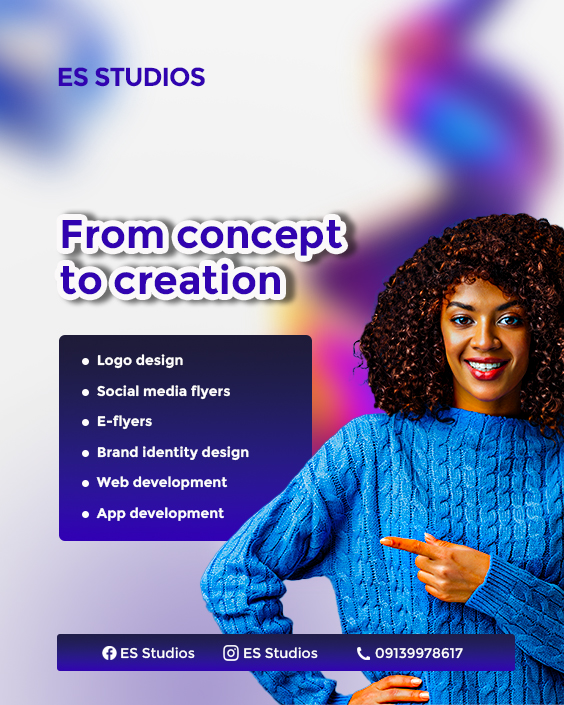 ES STUDIOS
From concept
to creation
Logo design
Social media flyers
E-flyers
Brand identity design
Web development
App development
ES Studios ES Studios 09139978617